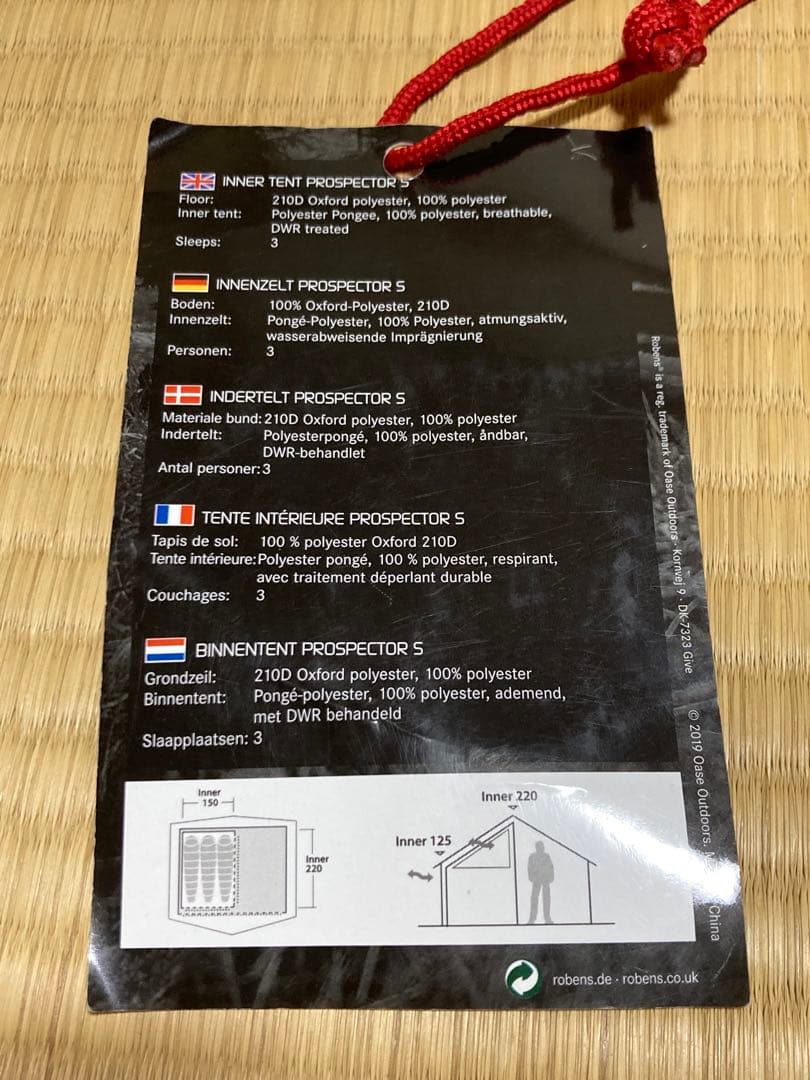 INNER TENT PROSPECTOR S
Floor: 210D Oxford polyester, 100% polyester
Inner tent: Polyester Pongee, 100% polyester, breathable,
DWR treated
Sleeps: 3
INNENZELT PROSPECTOR S
Boden: 100% Oxford-Polyester, 210D
Innenzelt: Pongé-Polyester, 100% Polyester, atmungsaktiv,
wasserabweisende Imprägnierung
Personen: 3
INDERTELT PROSPECTOR S
Materiale bund: 210D Oxford polyester, 100% polyester
Indertelt: Polyesterpongé, 100% polyester, åndbar,
DWR-behandlet
Antal personer: 3
TENTE INTÉRIEURE PROSPECTOR S
Tapis de sol: 100 % polyester Oxford 210D
Tente intérieure: Polyester pongé, 100 % polyester, respirant,
avec traitement déperlant durable
Couchages: 3
BINNENTENT PROSPECTOR S
Grondzeil: 210D Oxford polyester, 100% polyester
Binnentent: Pongé-polyester, 100% polyester, ademend,
met DWR behandeld
Slaapplaatsen: 3
Inner
150
Inner
220
Inner 220
Inner 125
robens.de · robens.co.uk
Robens® is a reg. trademark of Oase Outdoors · Kornvej 9 · DK-7323 Give
© 2019 Oase Outdoors. China